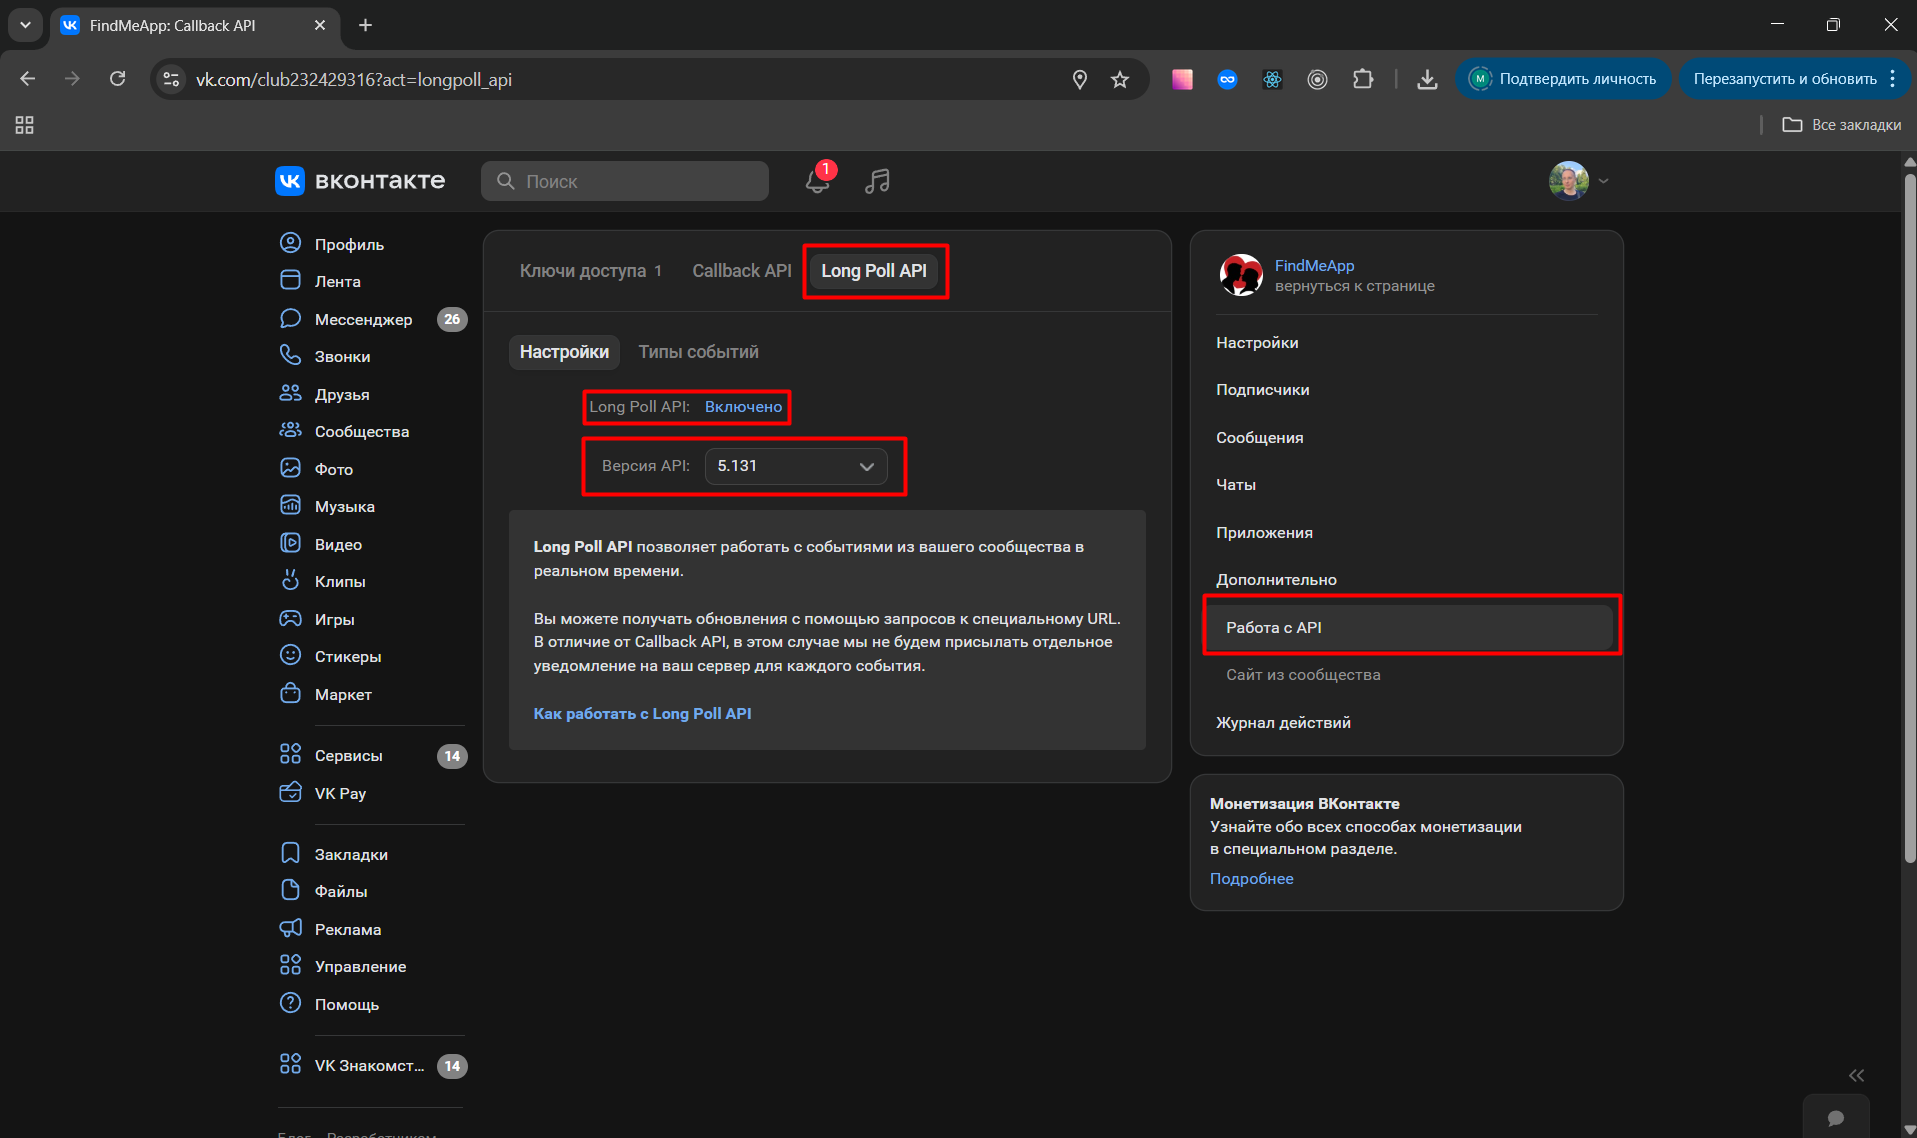 FindMeApp: Callback API
vk.com/club232429316?act=longpoll_api
M
Подтвердить личность
Перезапустить и обновить
Все закладки
вконтакте
Поиск
1
Профиль
Лента
Мессенджер 26
Звонки
Друзья
Сообщества
Фото
Музыка
Видео
Клипы
Игры
Стикеры
Маркет
Сервисы 14
VK Pay
Закладки
Файлы
Реклама
Управление
Помощь
VK Знакомст... 14
Ключи доступа 1
Callback API
Long Poll API
Настройки
Типы событий
Long Poll API: Включено
Версия API: 5.131
Long Poll API позволяет работать с событиями из вашего сообщества в
реальном времени.
Вы можете получать обновления с помощью запросов к специальному URL.
В отличие от Callback API, в этом случае мы не будем присылать отдельное
уведомление на ваш сервер для каждого события.
Как работать с Long Poll API
FindMeApp
вернуться к странице
Настройки
Подписчики
Сообщения
Чаты
Приложения
Дополнительно
Работа с API
Сайт из сообщества
Журнал действий
Монетизация ВКонтакте
Узнайте обо всех способах монетизации
в специальном разделе.
Подробнее